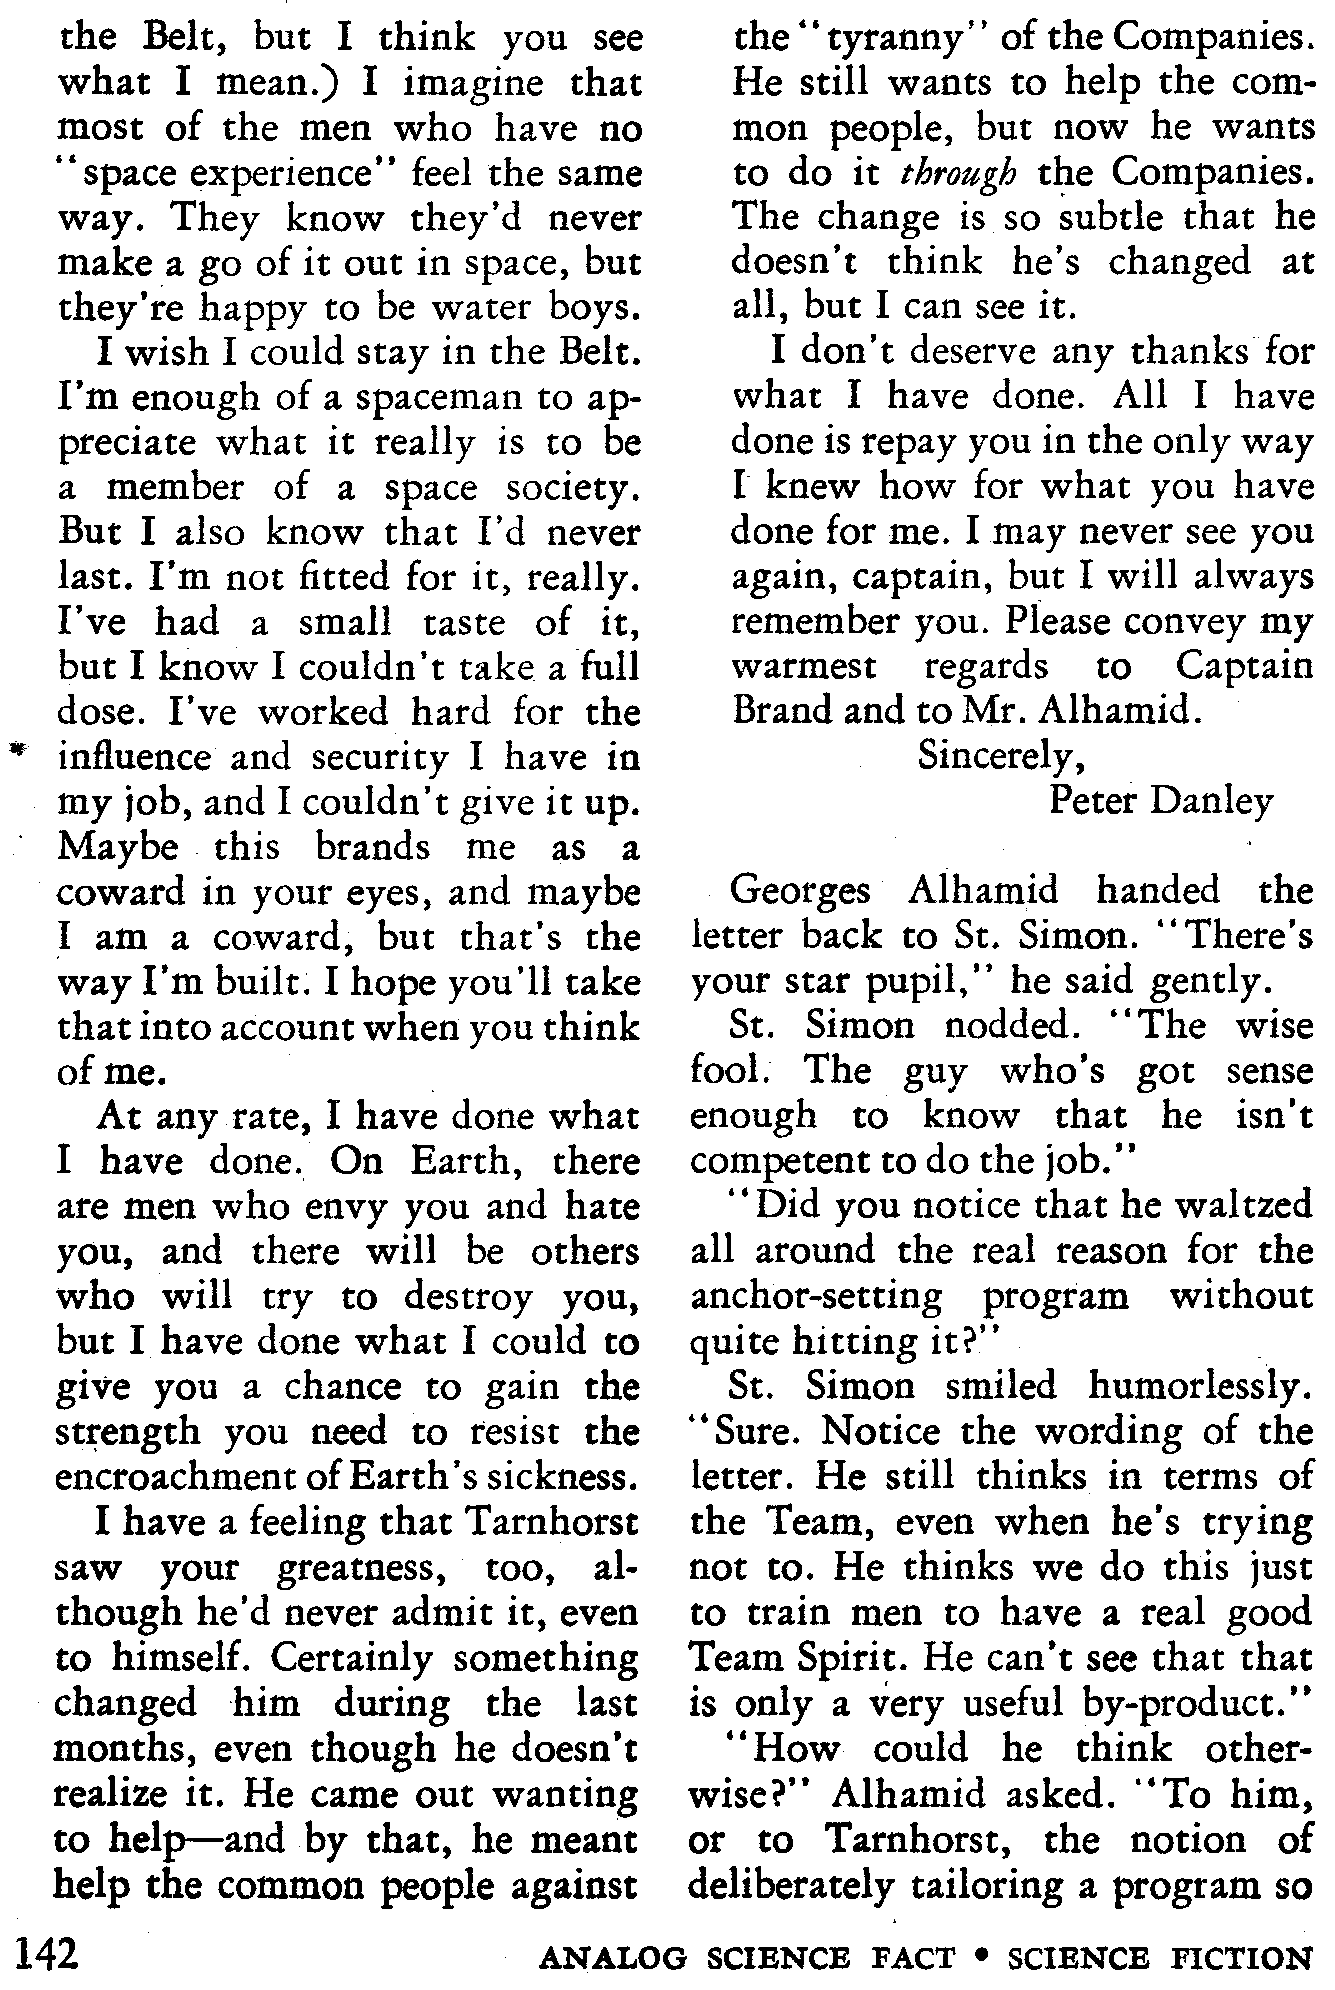 the Belt, but I think you see
what I mean.) I imagine that
most of the men who have no
"space experience" feel the same
way. They know they'd never
make a go of it out in space, but
they're happy to be water boys.
I wish I could stay in the Belt.
I'm enough of a spaceman to ap-
preciate what it really is to be
a member of a space society.
But I also know that I'd never
last. I'm not fitted for it, really.
I've had a small taste of it,
but I know I couldn't take a full
dose. I've worked hard for the
influence and security I have in
my job, and I couldn't give it up.
Maybe this brands me as a
coward in your eyes, and maybe
I am a coward, but that's the
way I'm built. I hope you'll take
that into account when you think
of me.
At any rate, I have done what
I have done. On Earth, there
are men who envy you and hate
you, and there will be others
who will try to destroy you,
but I have done what I could to
give you a chance to gain the
strength you need to resist the
encroachment of Earth's sickness.
I have a feeling that Tarnhorst
saw your greatness, too, al-
though he'd never admit it, even
to himself. Certainly something
changed him during the last
months, even though he doesn't
realize it. He came out wanting
to help—and by that, he meant
help the common people against
the "tyranny" of the Companies.
He still wants to help the com-
mon people, but now he wants
to do it through the Companies.
The change is so subtle that he
doesn't think he's changed at
all, but I can see it.
I don't deserve any thanks for
what I have done. All I have
done is repay you in the only way
I knew how for what you have
done for me. I may never see you
again, captain, but I will always
remember you. Please convey my
warmest regards to Captain
Brand and to Mr. Alhamid.
Sincerely,
Peter Danley
Georges Alhamid handed the
letter back to St. Simon. "There's
your star pupil," he said gently.
St. Simon nodded. "The wise
fool. The guy who's got sense
enough to know that he isn't
competent to do the job."
"Did you notice that he waltzed
all around the real reason for the
anchor-setting program without
quite hitting it?"
St. Simon smiled humorlessly.
"Sure. Notice the wording of the
letter. He still thinks in terms of
the Team, even when he's trying
not to. He thinks we do this just
to train men to have a real good
Team Spirit. He can't see that that
is only a very useful by-product."
"How could he think other-
wise?" Alhamid asked. "To him,
or to Tarnhorst, the notion of
deliberately tailoring a program so
142
ANALOG SCIENCE FACT • SCIENCE FICTION